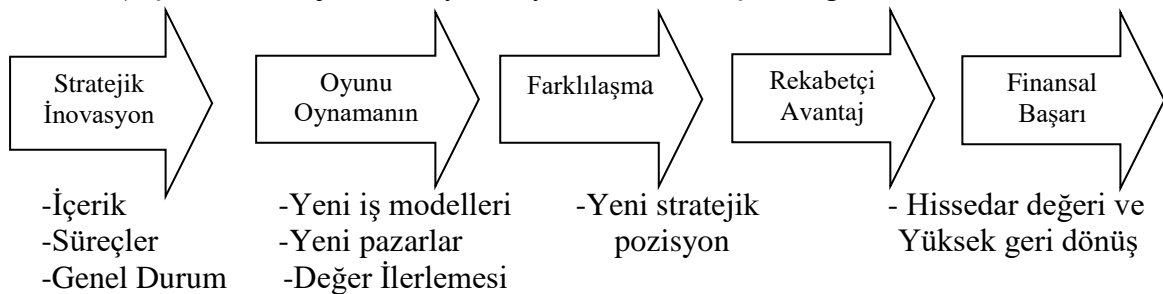 Stratejik
İnovasyon
Oyunu
Oynamanın
Farklılaşma
Rekabetçi
Avantaj
Finansal
Başarı
-İçerik
-Süreçler
-Genel Durum
-Yeni iş modelleri
-Yeni pazarlar
-Değer İlerlemesi
-Yeni stratejik
pozisyon
- Hissedar değeri ve
Yüksek geri dönüş